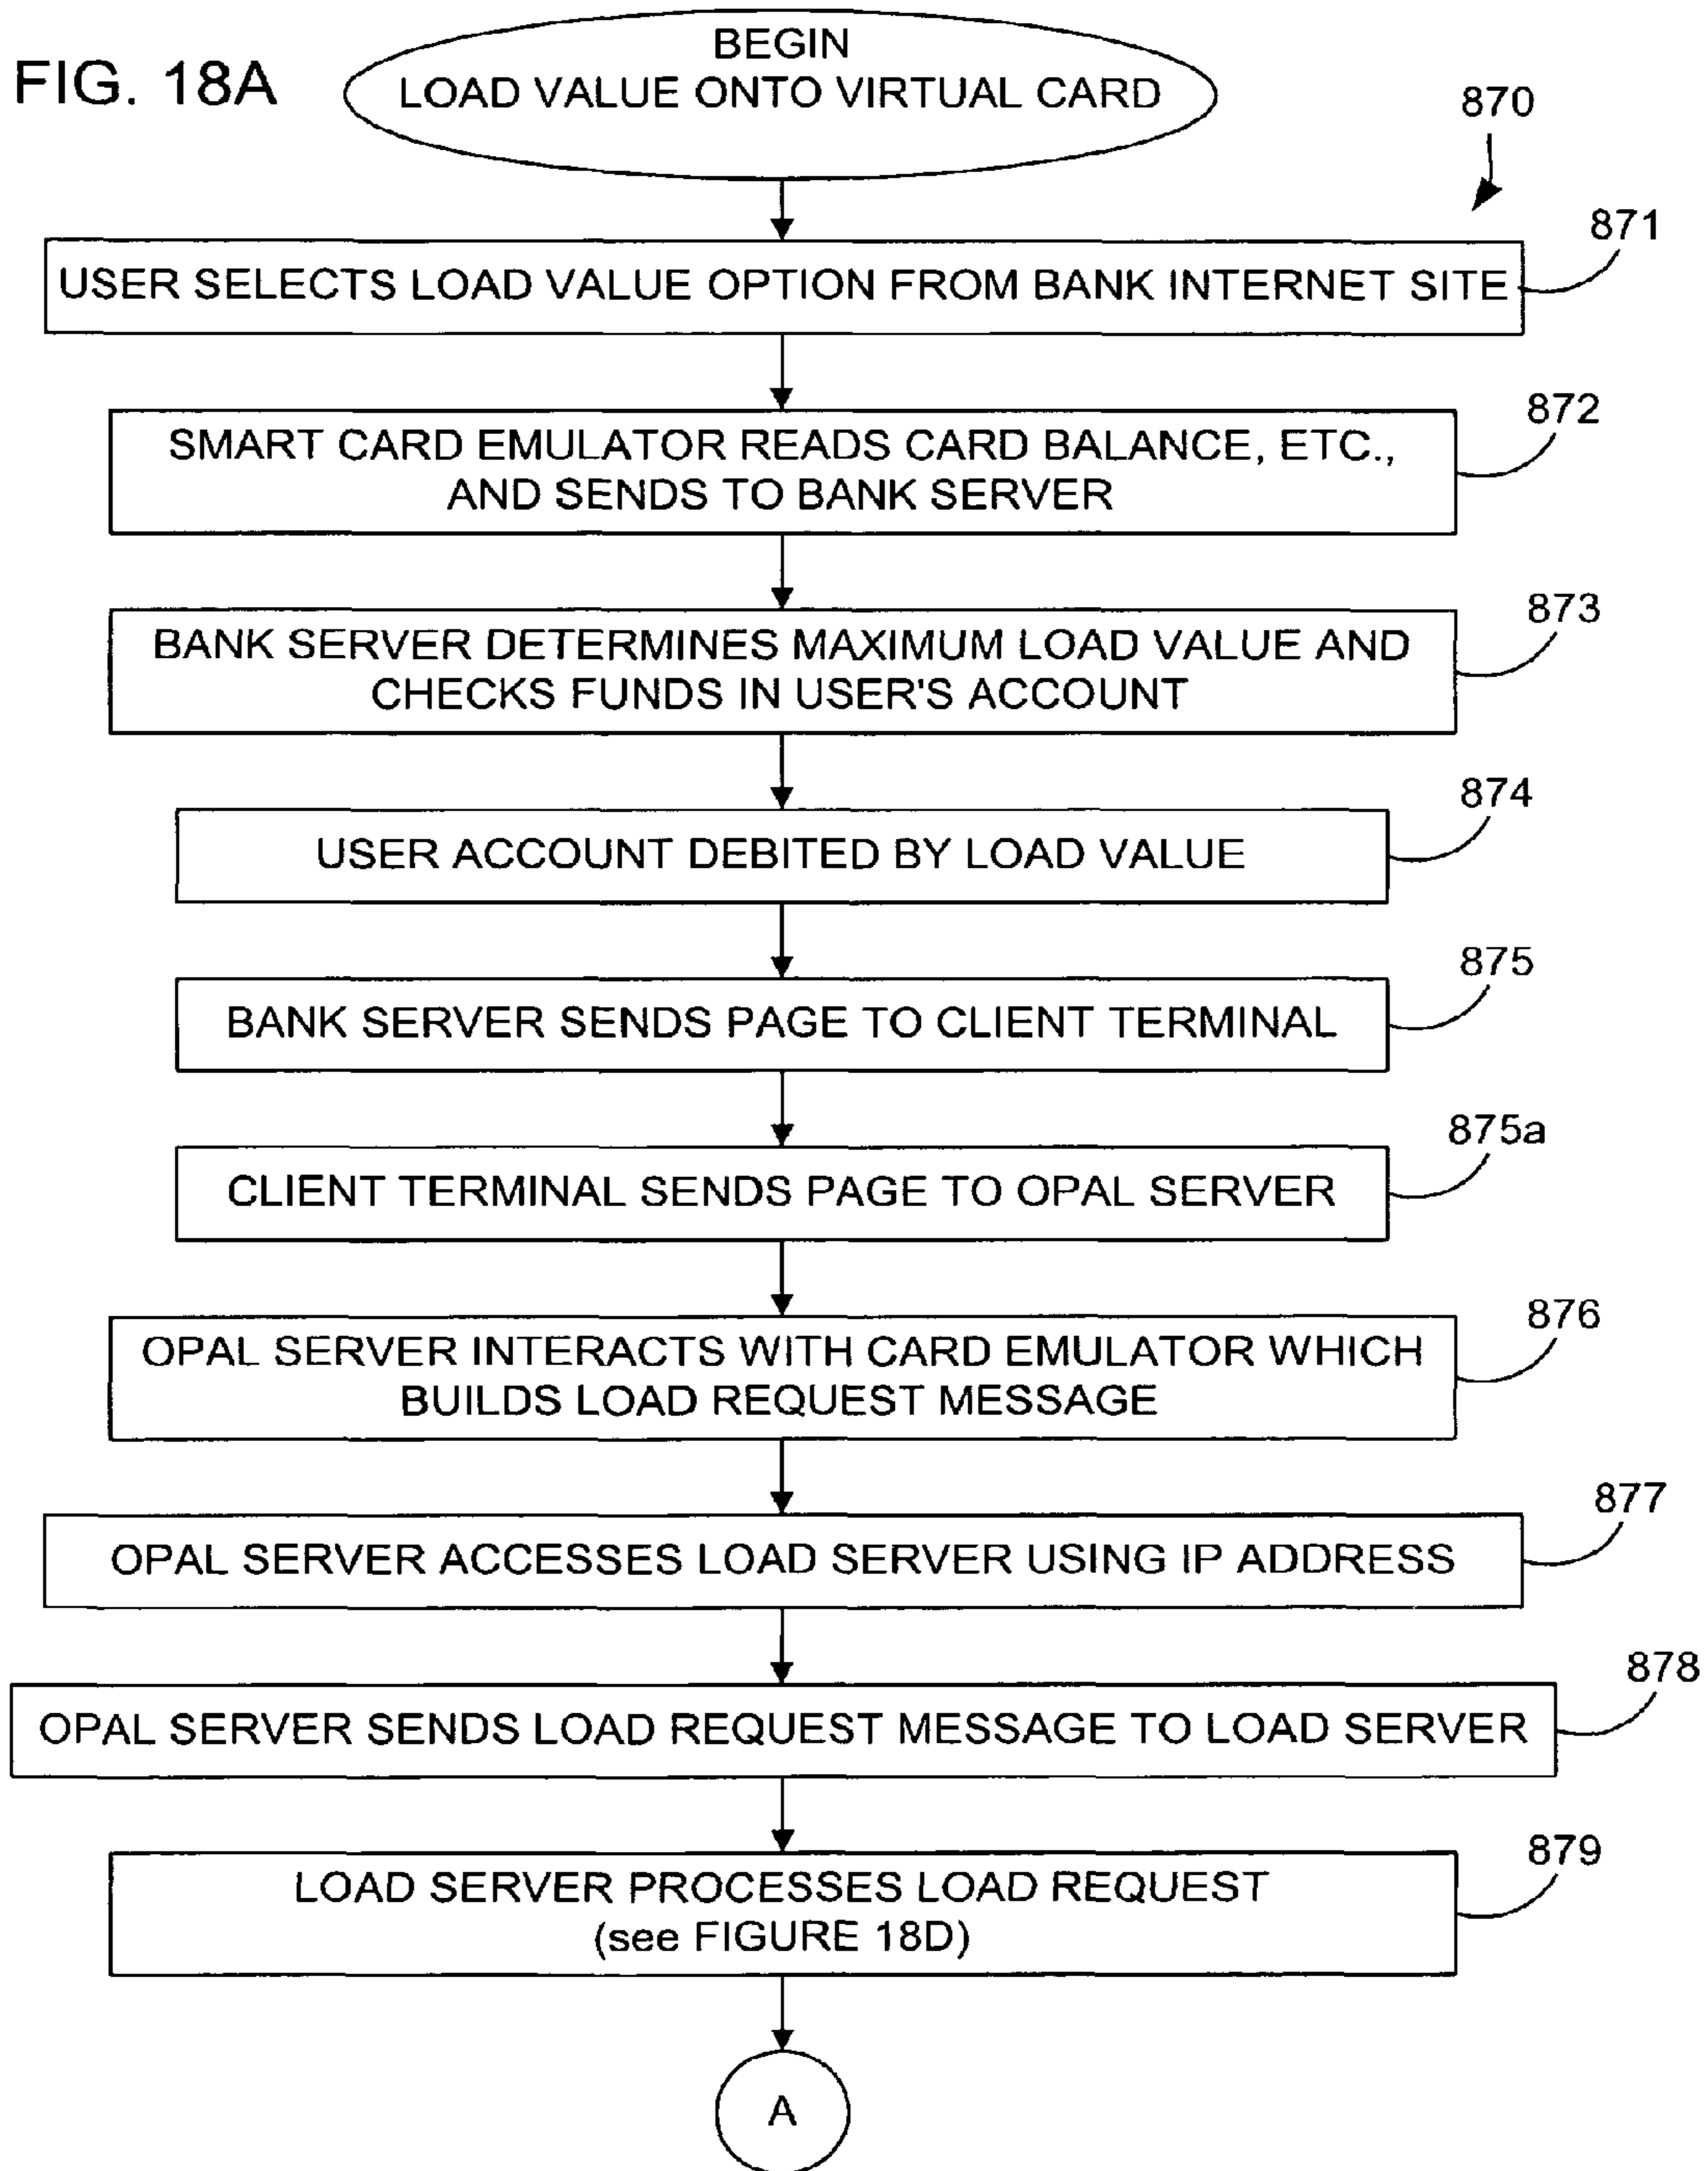 FIG. 18A
BEGIN
LOAD VALUE ONTO VIRTUAL CARD
870
871
USER SELECTS LOAD VALUE OPTION FROM BANK INTERNET SITE
872
SMART CARD EMULATOR READS CARD BALANCE, ETC.,
AND SENDS TO BANK SERVER
873
BANK SERVER DETERMINES MAXIMUM LOAD VALUE AND
CHECKS FUNDS IN USER'S ACCOUNT
874
USER ACCOUNT DEBITED BY LOAD VALUE
875
BANK SERVER SENDS PAGE TO CLIENT TERMINAL
875a
CLIENT TERMINAL SENDS PAGE TO OPAL SERVER
876
OPAL SERVER INTERACTS WITH CARD EMULATOR WHICH
BUILDS LOAD REQUEST MESSAGE
877
OPAL SERVER ACCESSES LOAD SERVER USING IP ADDRESS
878
OPAL SERVER SENDS LOAD REQUEST MESSAGE TO LOAD SERVER
879
LOAD SERVER PROCESSES LOAD REQUEST
(see FIGURE 18D)
A